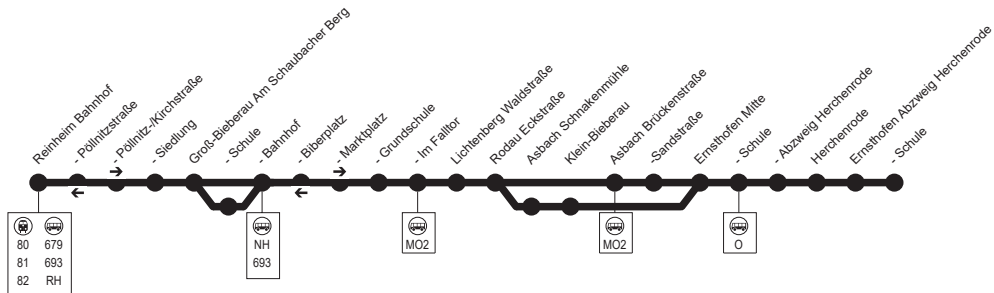 Reinheim Bahnhof
- Pöllnitzstraße
- Pöllnitz-/Kirchstraße
- Siedlung
Groß-Bieberau Am Schaubacher Berg
- Schule
- Bahnhof
- Biberplatz
- Marktplatz
- Grundschule
- Im Falltor
Lichtenberg Waldstraße
Rodau Eckstraße
Asbach Schnakenmühle
Klein-Bieberau
Asbach Brückenstraße
-Sandstraße
Ernsthofen Mitte
- Schule
- Abzweig Herchenrode
Herchenrode
Ernsthofen Abzweig Herchenrode
- Schule
80 679
81 693
82 RH
NH
693
MO2
MO2
O